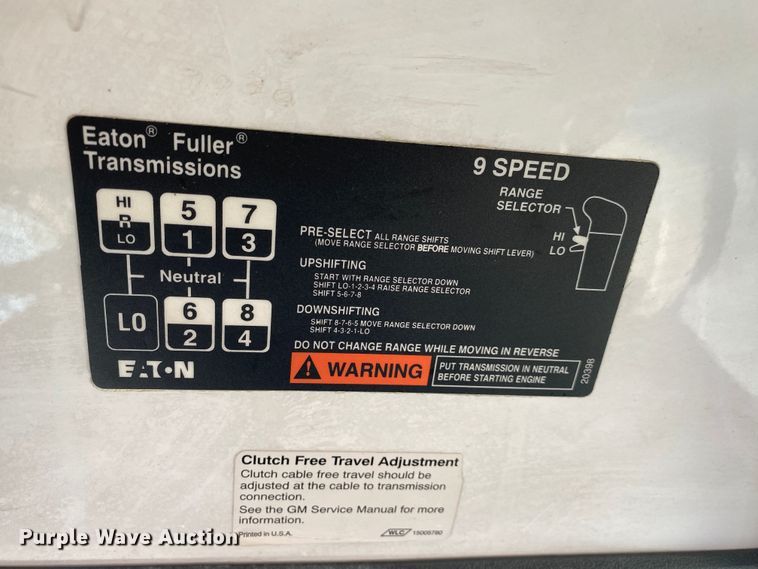 Eaton® Fuller®
Transmissions
9 SPEED
RANGE
SELECTOR
HI
LO
HI
R
LO
5
1
7
3
Neutral
LO
6
2
8
4
PRE-SELECT ALL RANGE SHIFTS
(MOVE RANGE SELECTOR BEFORE MOVING SHIFT LEVER)
UPSHIFTING
START WITH RANGE SELECTOR DOWN
SHIFT LO-1-2-3-4 RAISE RANGE SELECTOR
SHIFT 5-6-7-8
DOWNSHIFTING
SHIFT 8-7-6-5 MOVE RANGE SELECTOR DOWN
SHIFT 4-3-2-1-LO
DO NOT CHANGE RANGE WHILE MOVING IN REVERSE
EATON
WARNING
PUT TRANSMISSION IN NEUTRAL
BEFORE STARTING ENGINE
20398
Clutch Free Travel Adjustment
Clutch cable free travel should be
adjusted at the cable to transmission
connection.
See the GM Service Manual for more
information.
Printed in U.S.A. WLC 15005780
Purple Wave Auction